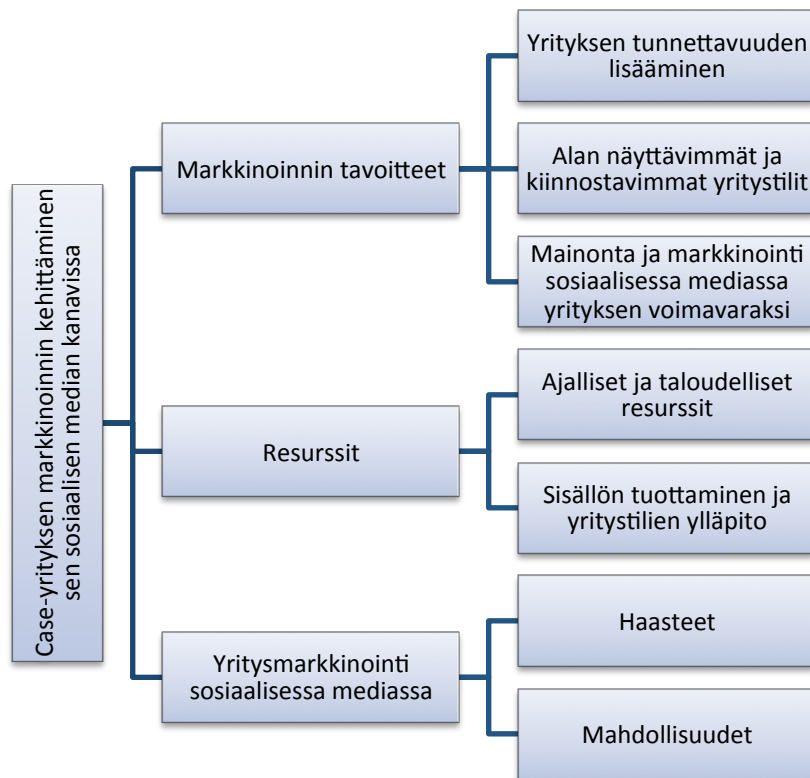 Case-yrityksen markkinoinnin kehittäminen
sen sosiaalisen median kanavissa
Markkinoinnin tavoitteet
Yrityksen tunnettavuuden
lisääminen
Alan näyttävimmät ja
kiinnostavimmat yritystilit
Mainonta ja markkinointi
sosiaalisessa mediassa
yrityksen voimavaraksi
Resurssit
Ajalliset ja taloudelliset
resurssit
Sisällön tuottaminen ja
yritystilien ylläpito
Yritysmarkkinointi
sosiaalisessa mediassa
Haasteet
Mahdollisuudet